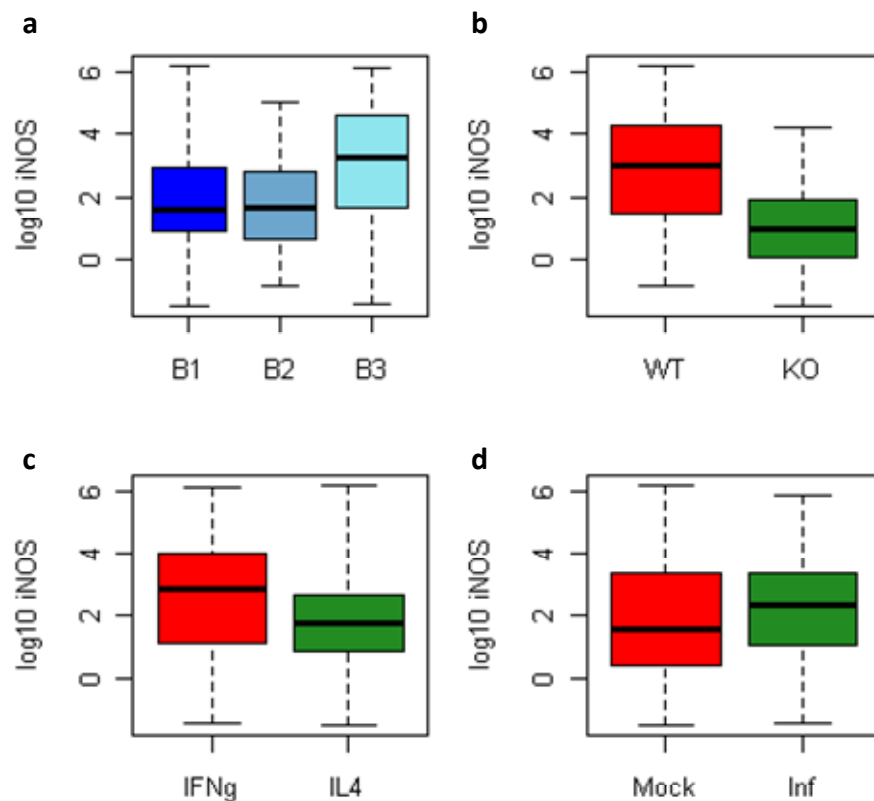 a
log10 iNOS
6
4
2
0
B1 B2 B3
b
log10 iNOS
6
4
2
0
WT KO
c
log10 iNOS
6
4
2
0
IFNg IL4
d
log10 iNOS
6
4
2
0
Mock Inf